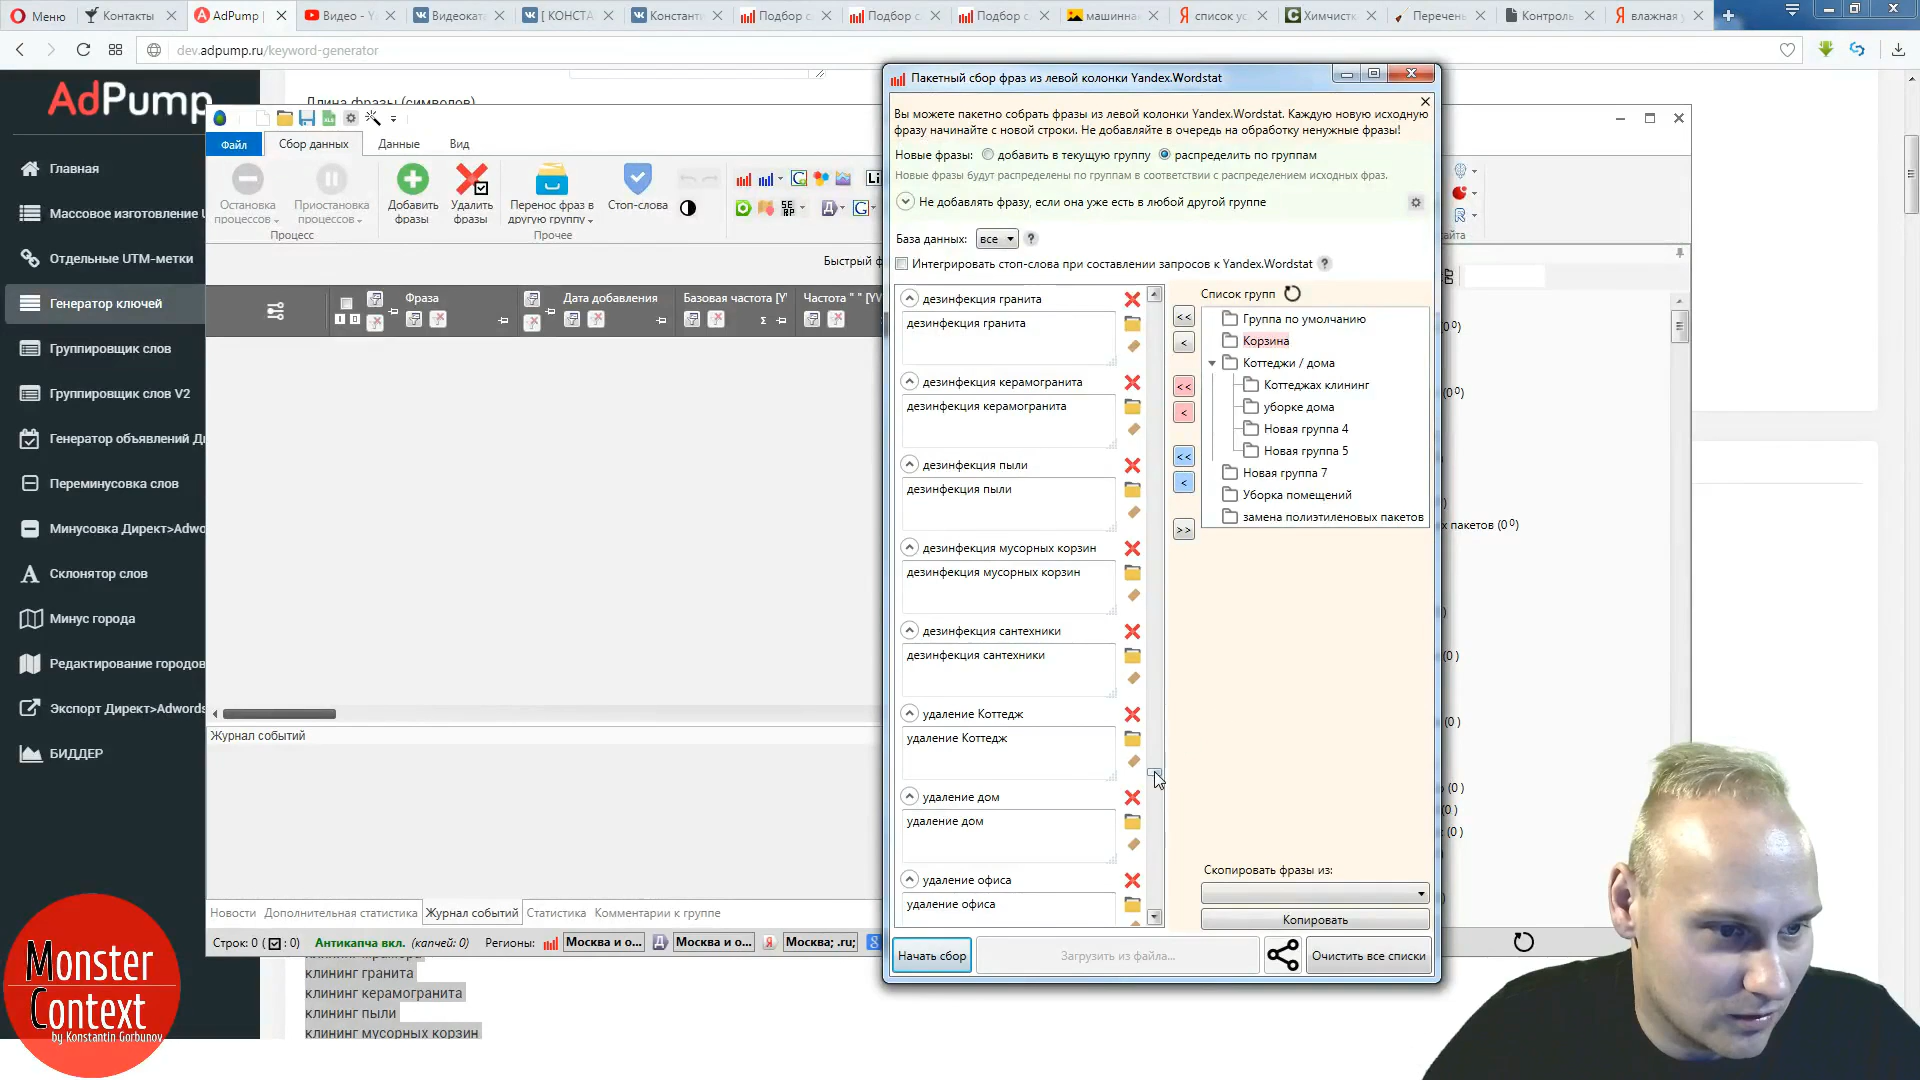 Меню
Контакты
AdPump |
Видео - Y
Видеокат
[ КОНСТА
Константи
Подбор с
Подбор с
Подбор с
машинна
список ус
Химчистк
Перечень
Контроль
влажная у
dev.adpump.ru/keyword-generator
AdPump
Главная
Массовое изготовление U
Отдельные UTM-метки
Генератор ключей
Группировщик слов
Группировщик слов V2
Генератор объявлений Ди
Переминусовка слов
Минусовка Директ>Adwo
Склонятор слов
Минус города
Редактирование городов
Экспорт Директ>Adwords
БИДДЕР
Длина фразы (символов)
Файл
Сбор данных
Данные
Вид
Остановка процессов
Приостановка процессов
Добавить фразы
Удалить фразы
Перенос фраз в другую группу
Стоп-слова
Процесс
Прочее
Быстрый ф
Фраза
Дата добавления
Базовая частота [Y
Частота " " [YW
Журнал событий
Новости
Дополнительная статистика
Журнал событий
Статистика
Комментарии к группе
Строк: 0 ( : 0)
Антикапча вкл. (капчей: 0)
Регионы:
Москва и о...
Москва и о...
Москва; .ru;
клининг гранита
клининг керамогранита
клининг пыли
клининг мусорных корзин
Пакетный сбор фраз из левой колонки Yandex.Wordstat
Вы можете пакетно собрать фразы из левой колонки Yandex.Wordstat. Каждую новую исходную
фразу начинайте с новой строки. Не добавляйте в очередь на обработку ненужные фразы!
Новые фразы: добавить в текущую группу распределить по группам
Новые фразы будут распределены по группам в соответствии с распределением исходных фраз.
Не добавлять фразу, если она уже есть в любой другой группе
База данных: все
Интегрировать стоп-слова при составлении запросов к Yandex.Wordstat
дезинфекция гранита
дезинфекция гранита
дезинфекция керамогранита
дезинфекция керамогранита
дезинфекция пыли
дезинфекция пыли
дезинфекция мусорных корзин
дезинфекция мусорных корзин
дезинфекция сантехники
дезинфекция сантехники
удаление Коттедж
удаление Коттедж
удаление дом
удаление дом
удаление офиса
удаление офиса
<<
<
<<
<
<<
<
>>
Список групп
Группа по умолчанию
Корзина
Коттеджи / дома
Коттеджах клининг
уборке дома
Новая группа 4
Новая группа 5
Новая группа 7
Уборка помещений
замена полиэтиленовых пакетов
Скопировать фразы из:
Копировать
Начать сбор
Загрузить из файла...
Очистить все списки
сайта
х пакетов (0 0)
Monster
Context
by Konstantin Gorbunov